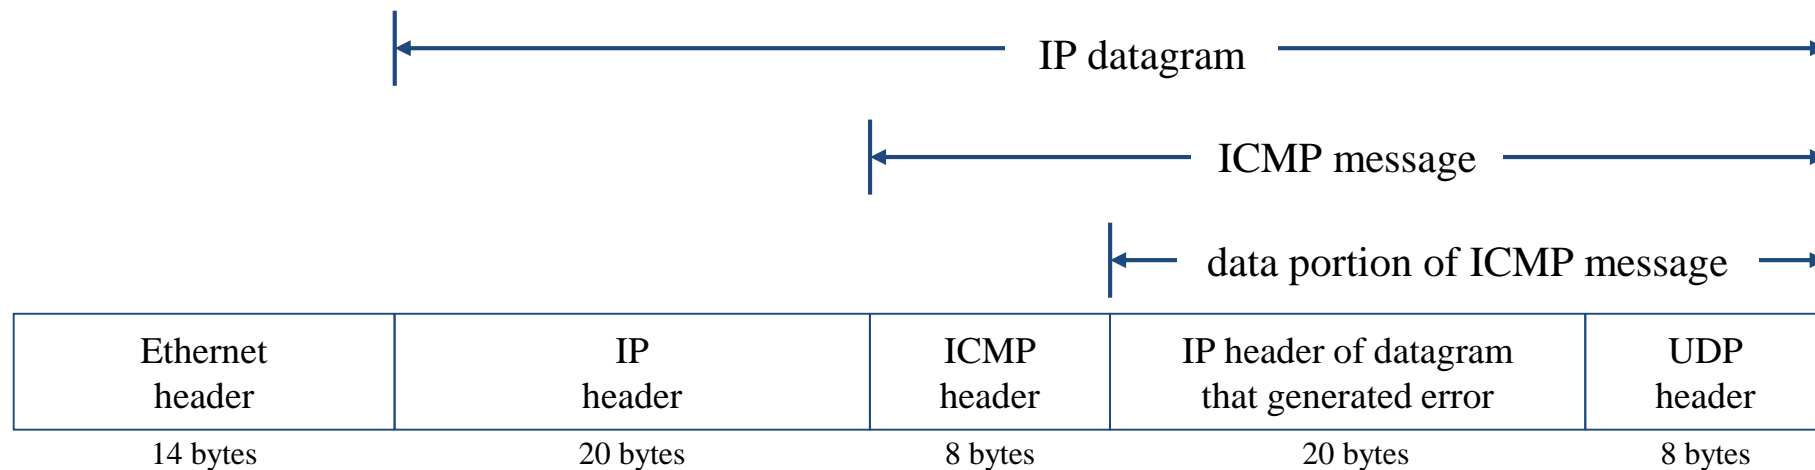 IP datagram
ICMP message
data portion of ICMP message
Ethernet
header
IP
header
ICMP
header
IP header of datagram
that generated error
UDP
header
14 bytes
20 bytes
8 bytes
20 bytes
8 bytes